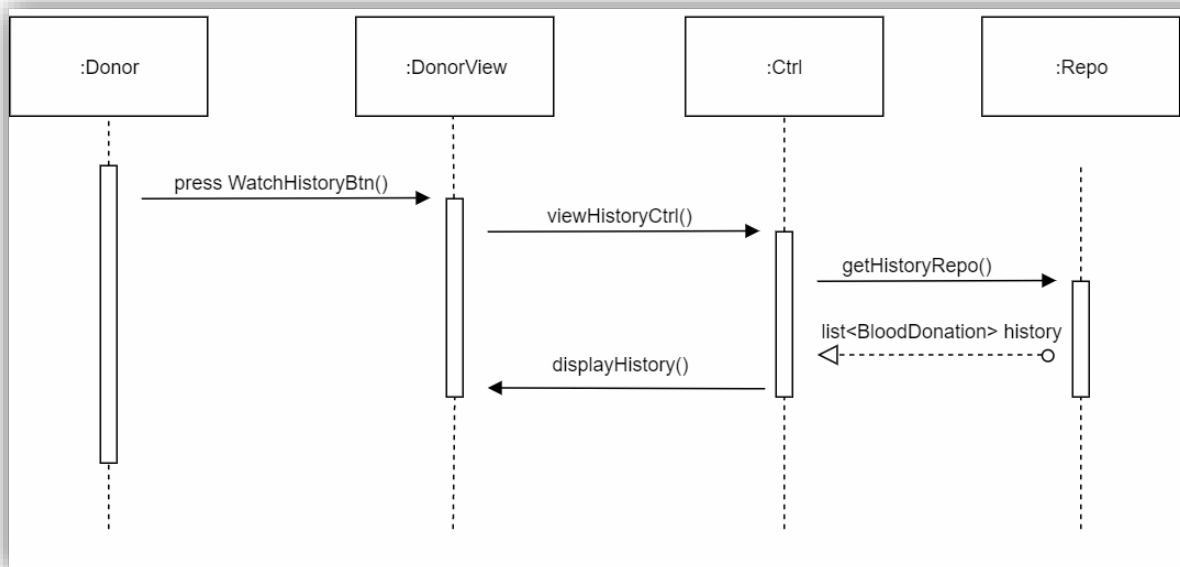 :Donor
:DonorView
:Ctrl
:Repo
press WatchHistoryBtn()
viewHistoryCtrl()
getHistoryRepo()
list<BloodDonation> history
displayHistory()